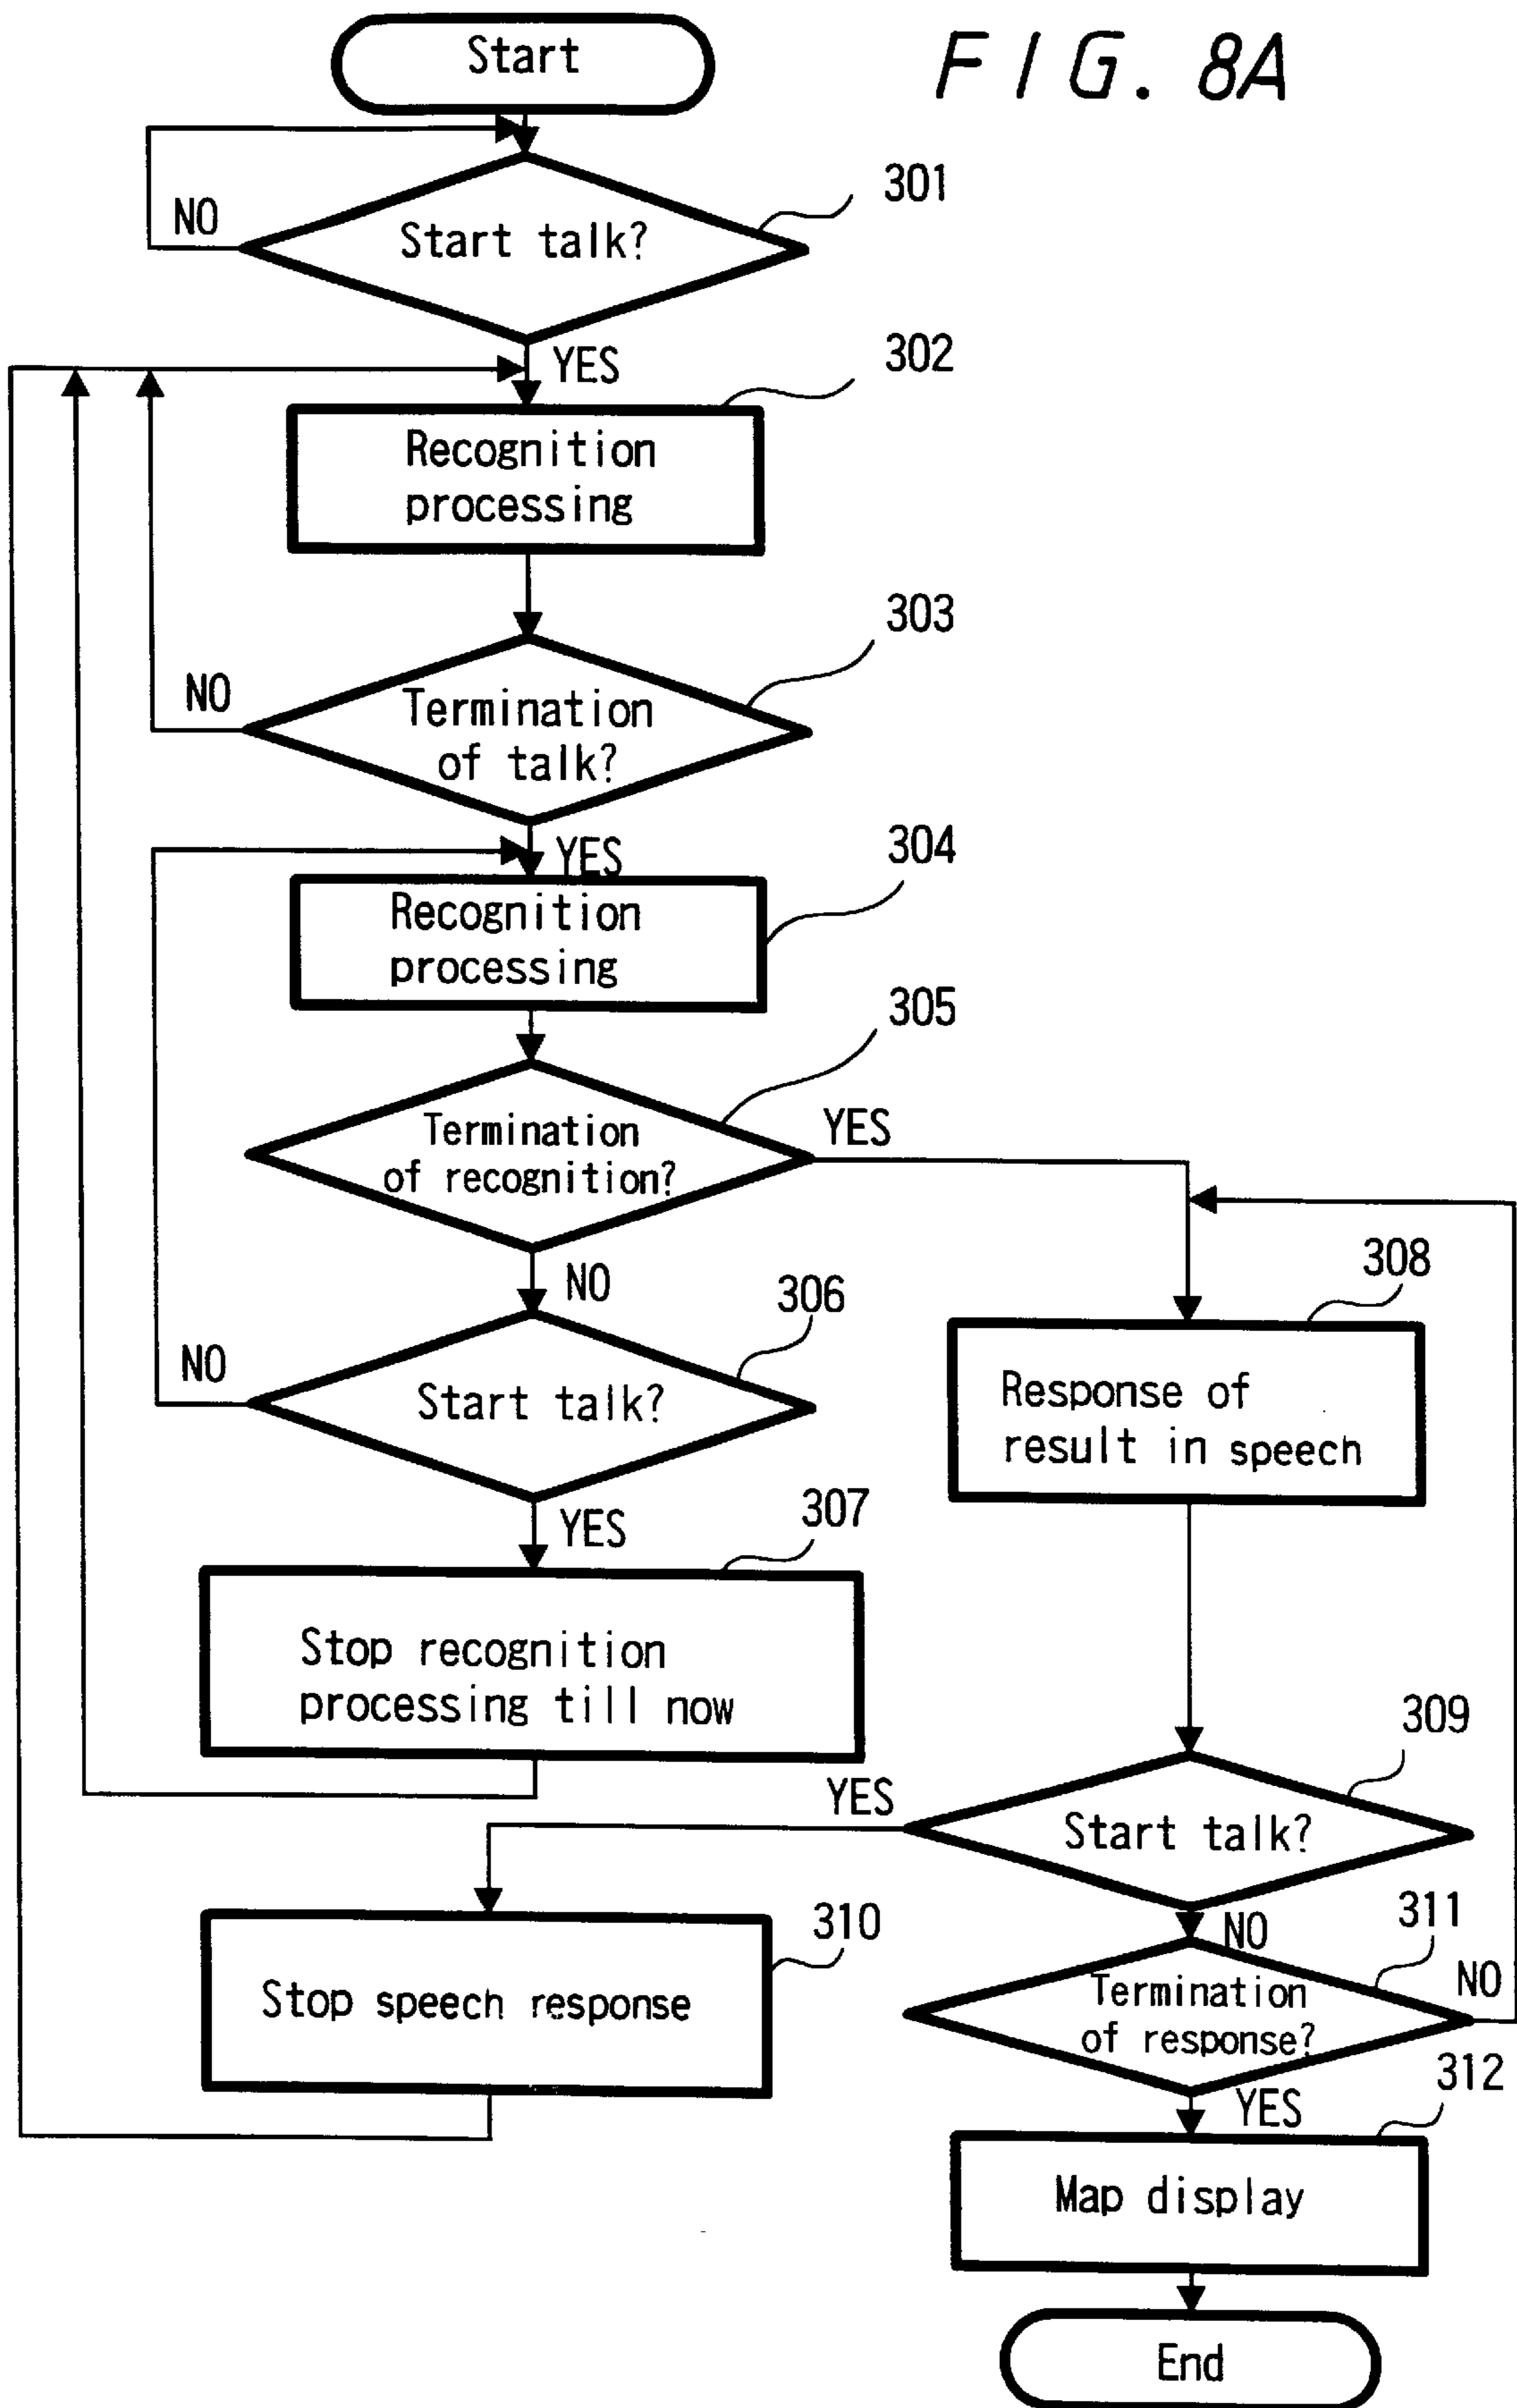 Start
FIG. 8A
301
NO
Start talk?
302
YES
Recognition
processing
303
NO
Termination
of talk?
304
YES
Recognition
processing
305
YES
Termination
of recognition?
308
NO
306
NO
Start talk?
Response of
result in speech
307
YES
Stop recognition
processing till now
309
YES
Start talk?
310
311
NO
NO
Stop speech response
Termination
of response?
312
YES
Map display
End